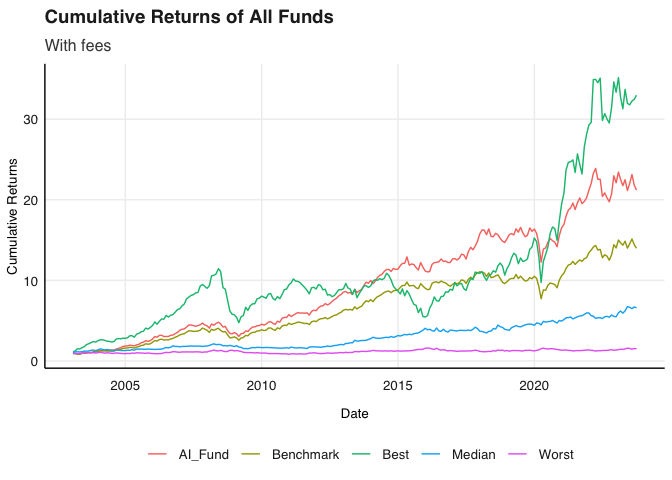 Cumulative Returns of All Funds
With fees
Cumulative Returns
30
20
10
0
2005 2010 2015 2020
Date
AI_Fund Benchmark Best Median Worst